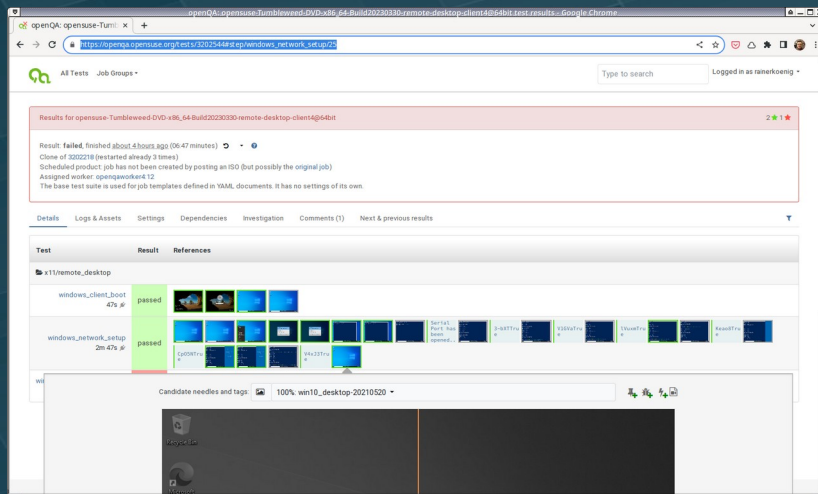 openQA: opensuse-Tumbleweed-DVD-x86_64-Build20230330-remote-desktop-client4@64bit test results - Google Chrome
openQA: opensuse-Tumb
https://openqa.opensuse.org/tests/3202544#step/windows_network_setup/25
All Tests Job Groups
Type to search
Logged in as rainerkoenig
Results for opensuse-Tumbleweed-DVD-x86_64-Build20230330-remote-desktop-client4@64bit
2 1
Result: failed, finished about 4 hours ago (06:47 minutes)
Clone of 3202218 (restarted already 3 times)
Scheduled product: job has not been created by posting an ISO (but possibly the original job)
Assigned worker: openqaworker4:12
The base test suite is used for job templates defined in YAML documents. It has no settings of its own.
Details Logs & Assets Settings Dependencies Investigation Comments (1) Next & previous results
Test Result References
x11/remote_desktop
windows_client_boot
47s
passed
windows_network_setup
2m 47s
passed
Serial
Port has
been
opened..
win
Candidate needles and tags:
100%: win10_desktop-20210520
Recycle Bin